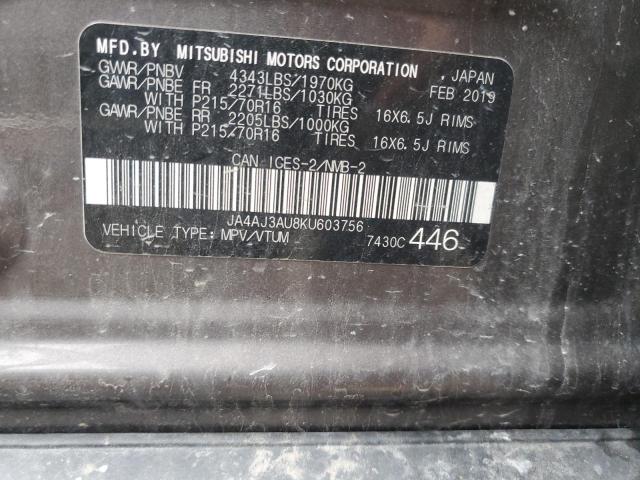 MFD.BY MITSUBISHI MOTORS CORPORATION , JAPAN
GVWR/PNBV 4343LBS/1970KG FEB 2019
GAWR/PNBE FR 2271LBS/1030KG
WITH P215/70R16 TIRES 16X6.5J RIMS
GAWR/PNBE RR 2205LBS/1000KG
WITH P215/70R16 TIRES 16X6.5J RIMS
CAN ICES-2/NMB-2
JA4AJ3AU8KU603756
VEHICLE TYPE: MPV/VTUM 7430C 446